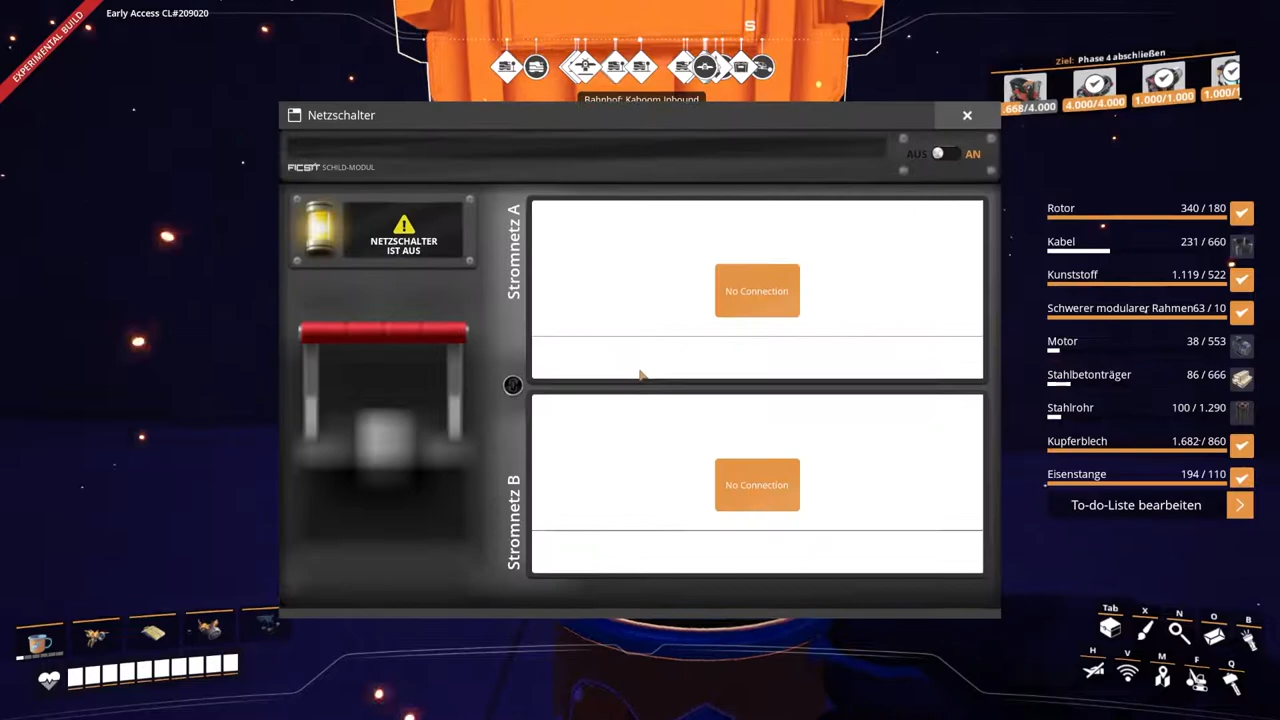 Early Access CL#209020
EXPERIMENTAL BUILD
S
Ziel: Phase 4 abschließen
.668/4.000
4.000/4.000
1.000/1.000
1.000/1
Bahnhof: Kaboom Inbound
Netzschalter
FICSIT SCHILD-MODUL
AUS
AN
NETZSCHALTER
IST AUS
Stromnetz A
No Connection
Stromnetz B
No Connection
Rotor 340 / 180
Kabel 231 / 660
Kunststoff 1.119 / 522
Schwerer modularer Rahmen 63 / 10
Motor 38 / 553
Stahlbetonträger 86 / 666
Stahlrohr 100 / 1.290
Kupferblech 1.682 / 860
Eisenstange 194 / 110
To-do-Liste bearbeiten
Tab X N O B
H V M F Q